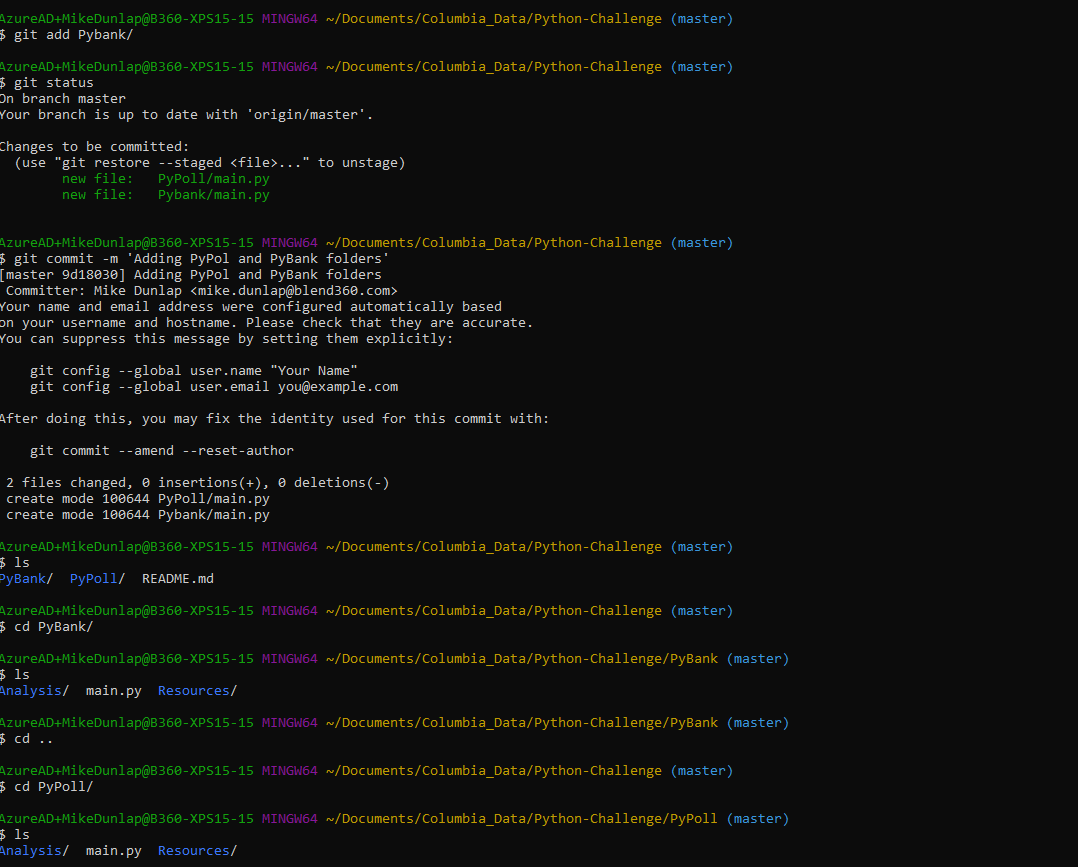 AzureAD+MikeDunlap@B360-XPS15-15 MINGW64 ~/Documents/Columbia_Data/Python-Challenge (master)
$ git add Pybank/
AzureAD+MikeDunlap@B360-XPS15-15 MINGW64 ~/Documents/Columbia_Data/Python-Challenge (master)
$ git status
On branch master
Your branch is up to date with 'origin/master'.
Changes to be committed:
  (use "git restore --staged <file>..." to unstage)
        new file:   PyPoll/main.py
        new file:   Pybank/main.py
AzureAD+MikeDunlap@B360-XPS15-15 MINGW64 ~/Documents/Columbia_Data/Python-Challenge (master)
$ git commit -m 'Adding PyPol and PyBank folders'
[master 9d18030] Adding PyPol and PyBank folders
 Committer: Mike Dunlap <mike.dunlap@blend360.com>
Your name and email address were configured automatically based
on your username and hostname. Please check that they are accurate.
You can suppress this message by setting them explicitly:
    git config --global user.name "Your Name"
    git config --global user.email you@example.com
After doing this, you may fix the identity used for this commit with:
    git commit --amend --reset-author
 2 files changed, 0 insertions(+), 0 deletions(-)
 create mode 100644 PyPoll/main.py
 create mode 100644 Pybank/main.py
AzureAD+MikeDunlap@B360-XPS15-15 MINGW64 ~/Documents/Columbia_Data/Python-Challenge (master)
$ ls
PyBank/  PyPoll/  README.md
AzureAD+MikeDunlap@B360-XPS15-15 MINGW64 ~/Documents/Columbia_Data/Python-Challenge (master)
$ cd PyBank/
AzureAD+MikeDunlap@B360-XPS15-15 MINGW64 ~/Documents/Columbia_Data/Python-Challenge/PyBank (master)
$ ls
Analysis/  main.py  Resources/
AzureAD+MikeDunlap@B360-XPS15-15 MINGW64 ~/Documents/Columbia_Data/Python-Challenge/PyBank (master)
$ cd ..
AzureAD+MikeDunlap@B360-XPS15-15 MINGW64 ~/Documents/Columbia_Data/Python-Challenge (master)
$ cd PyPoll/
AzureAD+MikeDunlap@B360-XPS15-15 MINGW64 ~/Documents/Columbia_Data/Python-Challenge/PyPoll (master)
$ ls
Analysis/  main.py  Resources/